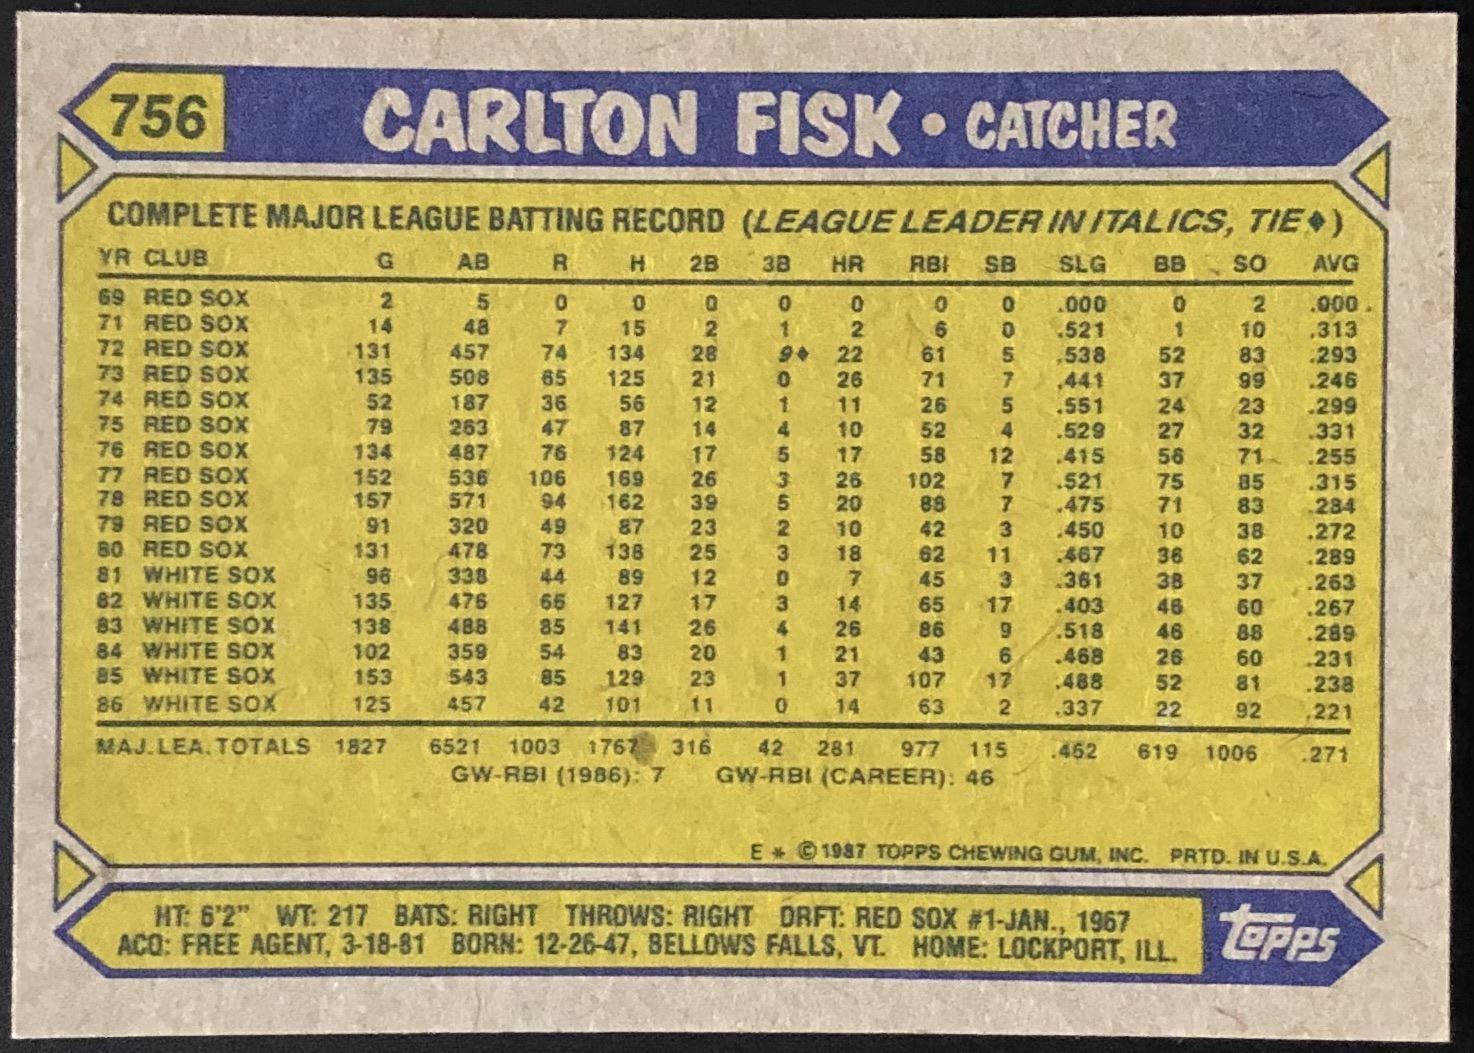 756
CARLTON FISK • CATCHER
COMPLETE MAJOR LEAGUE BATTING RECORD (LEAGUE LEADER IN ITALICS, TIE♦)
YR CLUB G AB R H 2B 3B HR RBI SB SLG BB SO AVG
69 RED SOX 2 5 0 0 0 0 0 0 0 .000 0 2 .000
71 RED SOX 14 48 7 15 2 1 2 6 0 .521 1 10 .313
72 RED SOX 131 457 74 134 28 9♦ 22 61 5 .538 52 83 .293
73 RED SOX 135 508 65 125 21 0 26 71 7 .441 37 99 .246
74 RED SOX 52 187 36 56 12 1 11 26 5 .551 24 23 .299
75 RED SOX 79 263 47 87 14 4 10 52 4 .529 27 32 .331
76 RED SOX 134 487 76 124 17 5 17 58 12 .415 56 71 .255
77 RED SOX 152 536 106 169 26 3 26 102 7 .521 75 85 .315
78 RED SOX 157 571 94 162 39 5 20 88 7 .475 71 83 .284
79 RED SOX 91 320 49 87 23 2 10 42 3 .450 10 38 .272
80 RED SOX 131 478 73 138 25 3 18 62 11 .467 36 62 .289
81 WHITE SOX 96 338 44 89 12 0 7 45 3 .361 38 37 .263
82 WHITE SOX 135 476 66 127 17 3 14 65 17 .403 46 60 .267
83 WHITE SOX 138 488 85 141 26 4 26 86 9 .518 46 88 .289
84 WHITE SOX 102 359 54 83 20 1 21 43 6 .468 26 60 .231
85 WHITE SOX 153 543 85 129 23 1 37 107 17 .488 52 81 .238
86 WHITE SOX 125 457 42 101 11 0 14 63 2 .337 22 92 .221
MAJ. LEA. TOTALS 1827 6521 1003 1767 316 42 281 977 115 .462 619 1006 .271
GW-RBI (1986): 7 GW-RBI (CAREER): 46
E * ©1987 TOPPS CHEWING GUM, INC. PRTD. IN U.S.A.
HT: 6'2" WT: 217 BATS: RIGHT THROWS: RIGHT DRFT: RED SOX #1-JAN., 1967
ACQ: FREE AGENT, 3-18-81 BORN: 12-26-47, BELLOWS FALLS, VT. HOME: LOCKPORT, ILL.
topps